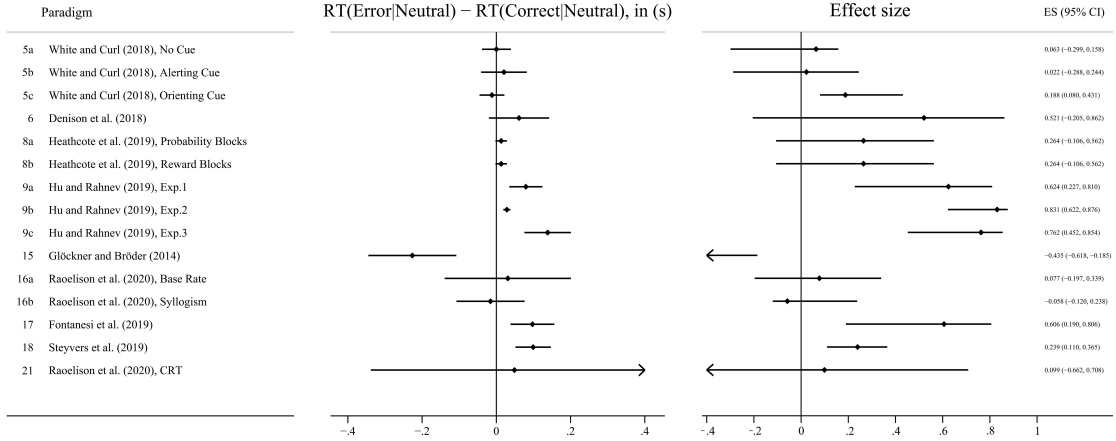 Paradigm RT(Error|Neutral) − RT(Correct|Neutral), in (s) Effect size ES (95% CI)
5a White and Curl (2018), No Cue 0.063 (−0.299, 0.158)
5b White and Curl (2018), Alerting Cue 0.022 (−0.288, 0.244)
5c White and Curl (2018), Orienting Cue 0.188 (0.080, 0.431)
6 Denison et al. (2018) 0.521 (−0.205, 0.862)
8a Heathcote et al. (2019), Probability Blocks 0.264 (−0.106, 0.562)
8b Heathcote et al. (2019), Reward Blocks 0.264 (−0.106, 0.562)
9a Hu and Rahnev (2019), Exp.1 0.624 (0.227, 0.810)
9b Hu and Rahnev (2019), Exp.2 0.831 (0.622, 0.876)
9c Hu and Rahnev (2019), Exp.3 0.762 (0.452, 0.854)
15 Glöckner and Bröder (2014) −0.435 (−0.618, −0.185)
16a Raoelison et al. (2020), Base Rate 0.077 (−0.197, 0.339)
16b Raoelison et al. (2020), Syllogism −0.058 (−0.120, 0.238)
17 Fontanesi et al. (2019) 0.606 (0.190, 0.806)
18 Steyvers et al. (2019) 0.239 (0.110, 0.365)
21 Raoelison et al. (2020), CRT 0.099 (−0.662, 0.708)
−.4 −.2 0 .2 .4 −.4 −.2 0 .2 .4 .6 .8 1